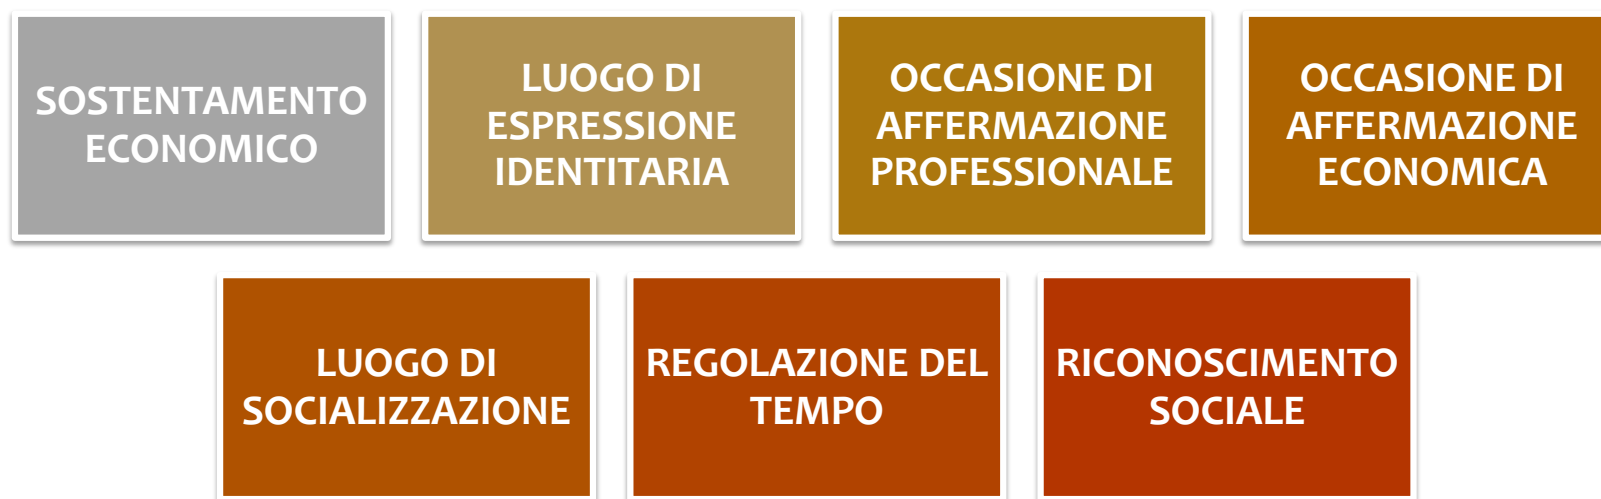 SOSTENTAMENTO
ECONOMICO
LUOGO DI
ESPRESSIONE
IDENTITARIA
OCCASIONE DI
AFFERMAZIONE
PROFESSIONALE
OCCASIONE DI
AFFERMAZIONE
ECONOMICA
LUOGO DI
SOCIALIZZAZIONE
REGOLAZIONE DEL
TEMPO
RICONOSCIMENTO
SOCIALE